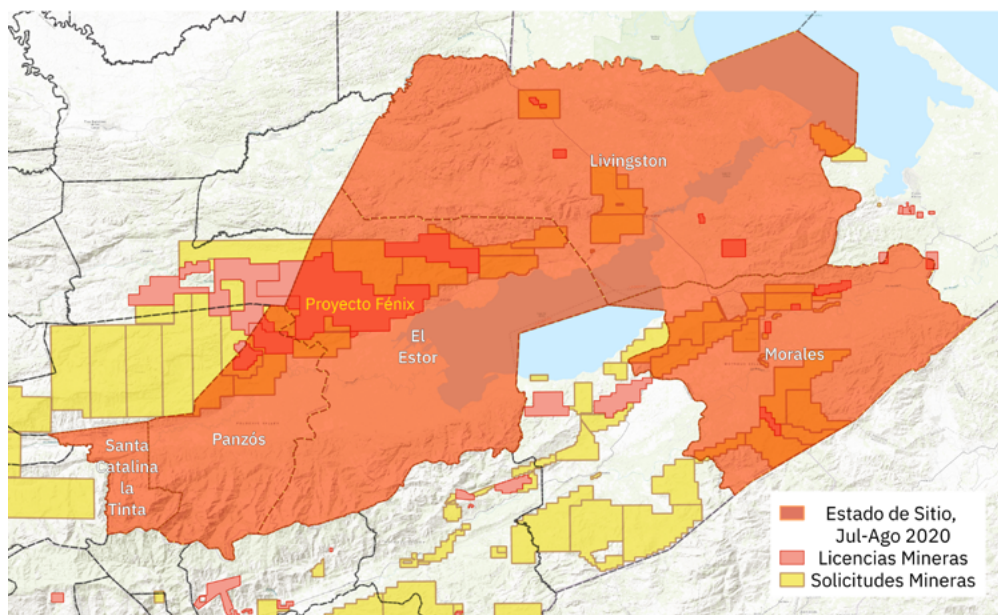 Livingston
Proyecto Fénix
El
Estor
Morales
Panzós
Santa
Catalina
la
Tinta
Estado de Sitio,
Jul-Ago 2020
Licencias Mineras
Solicitudes Mineras